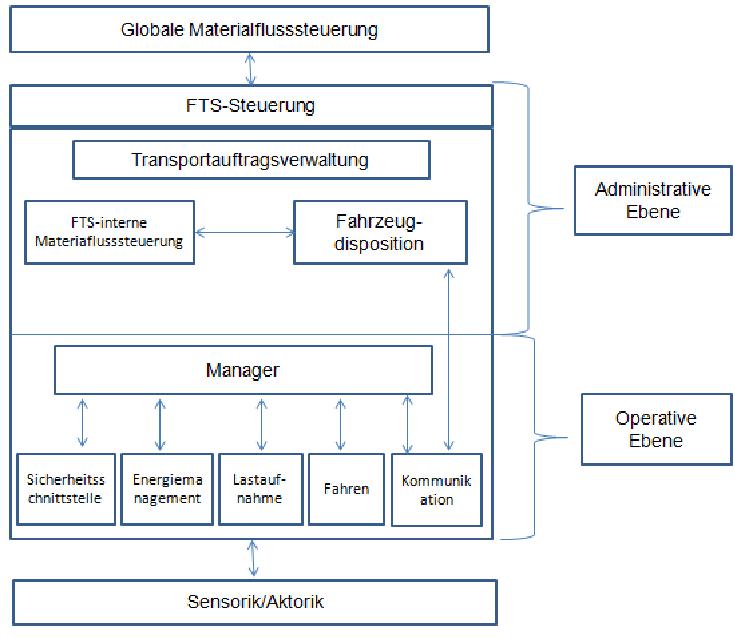 Globale Materialflusssteuerung
FTS-Steuerung
Transportauftragsverwaltung
FTS-interne
Materiaflusssteuerung
Fahrzeug-
disposition
Administrative
Ebene
Manager
Sicherheitss
chnittstelle
Energiema
nagement
Lastauf-
nahme
Fahren
Kommunik
ation
Operative
Ebene
Sensorik/Aktorik